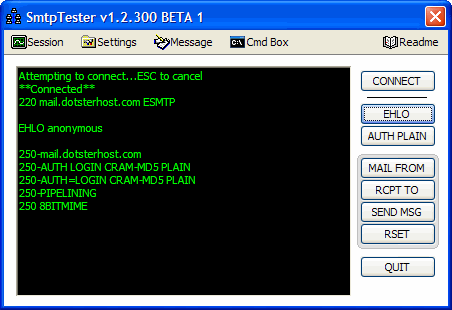 SmtpTester v1.2.300 BETA 1
Session Settings Message Cmd Box Readme
Attempting to connect...ESC to cancel
**Connected**
220 mail.dotsterhost.com ESMTP
EHLO anonymous
250-mail.dotsterhost.com
250-AUTH LOGIN CRAM-MD5 PLAIN
250-AUTH=LOGIN CRAM-MD5 PLAIN
250-PIPELINING
250 8BITMIME
CONNECT
EHLO
AUTH PLAIN
MAIL FROM
RCPT TO
SEND MSG
RSET
QUIT